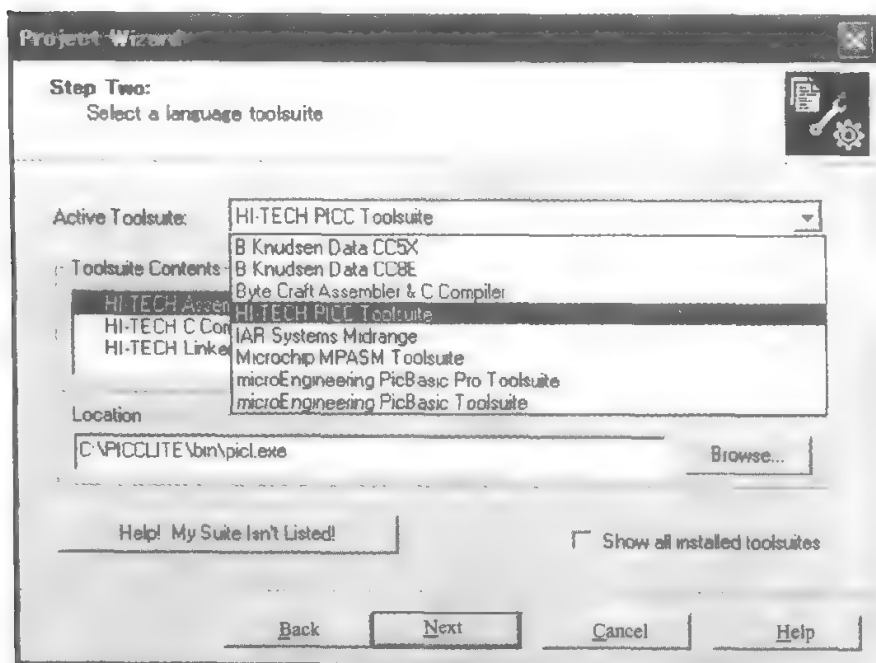 Project Wizard
Step Two:
Select a language toolsuite
Active Toolsuite: HI-TECH PICC Toolsuite
B Knudsen Data CC5X
Toolsuite Contents B Knudsen Data CC8E
Byte Craft Assembler & C Compiler
HI-TECH Assem HI-TECH PICC Toolsuite
HI-TECH C Com IAR Systems Midrange
HI-TECH Linker Microchip MPASM Toolsuite
microEngineering PicBasic Pro Toolsuite
microEngineering PicBasic Toolsuite
Location
C:\PICCLITE\bin\picl.exe Browse...
Help! My Suite Isn't Listed! Show all installed toolsuites
Back Next Cancel Help